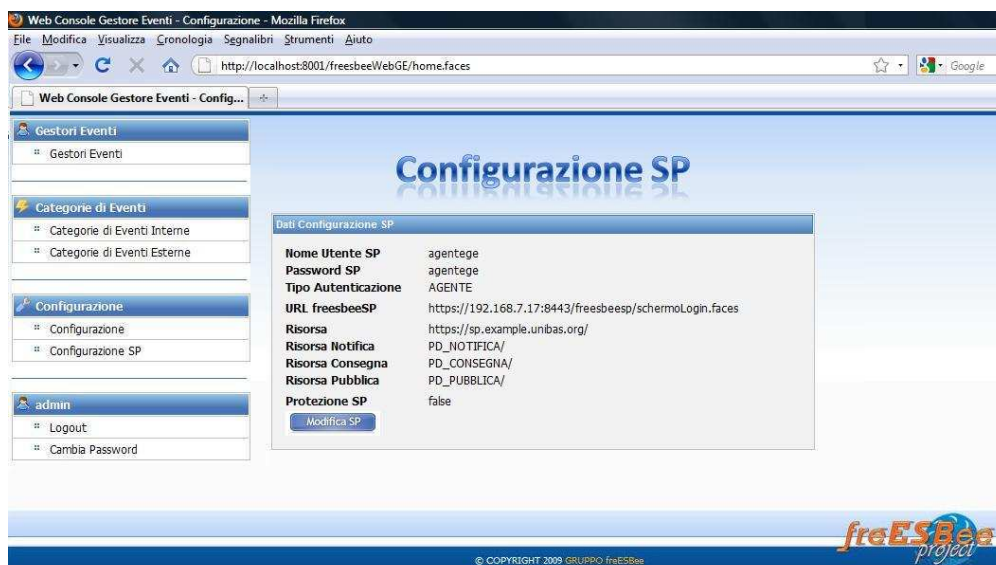 Web Console Gestore Eventi - Configurazione - Mozilla Firefox
File Modifica Visualizza Cronologia Segnalibri Strumenti Aiuto
http://localhost:8001/freesbeeWebGE/home.faces
Google
Web Console Gestore Eventi - Config...
Gestori Eventi
Gestori Eventi
Categorie di Eventi
Categorie di Eventi Interne
Categorie di Eventi Esterne
Configurazione
Configurazione
Configurazione SP
admin
Logout
Cambia Password
Configurazione SP
Dati Configurazione SP
Nome Utente SP agentege
Password SP agentege
Tipo Autenticazione AGENTE
URL freesbeeSP https://192.168.7.17:8443/freesbeesp/schermoLogin.faces
Risorsa https://sp.example.unibas.org/
Risorsa Notifica PD_NOTIFICA/
Risorsa Consegna PD_CONSEGNA/
Risorsa Pubblica PD_PUBBLICA/
Protezione SP false
Modifica SP
freESBee
project
© COPYRIGHT 2009 GRUPPO freESBee